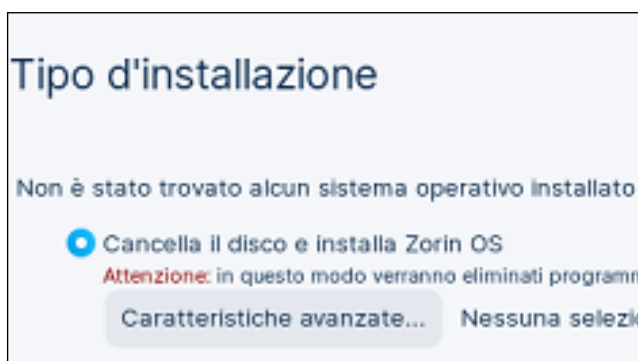 Tipo d'installazione
Non è stato trovato alcun sistema operativo installato
Cancella il disco e installa Zorin OS
Attenzione: in questo modo verranno eliminati
Caratteristiche avanzate... Nessuna